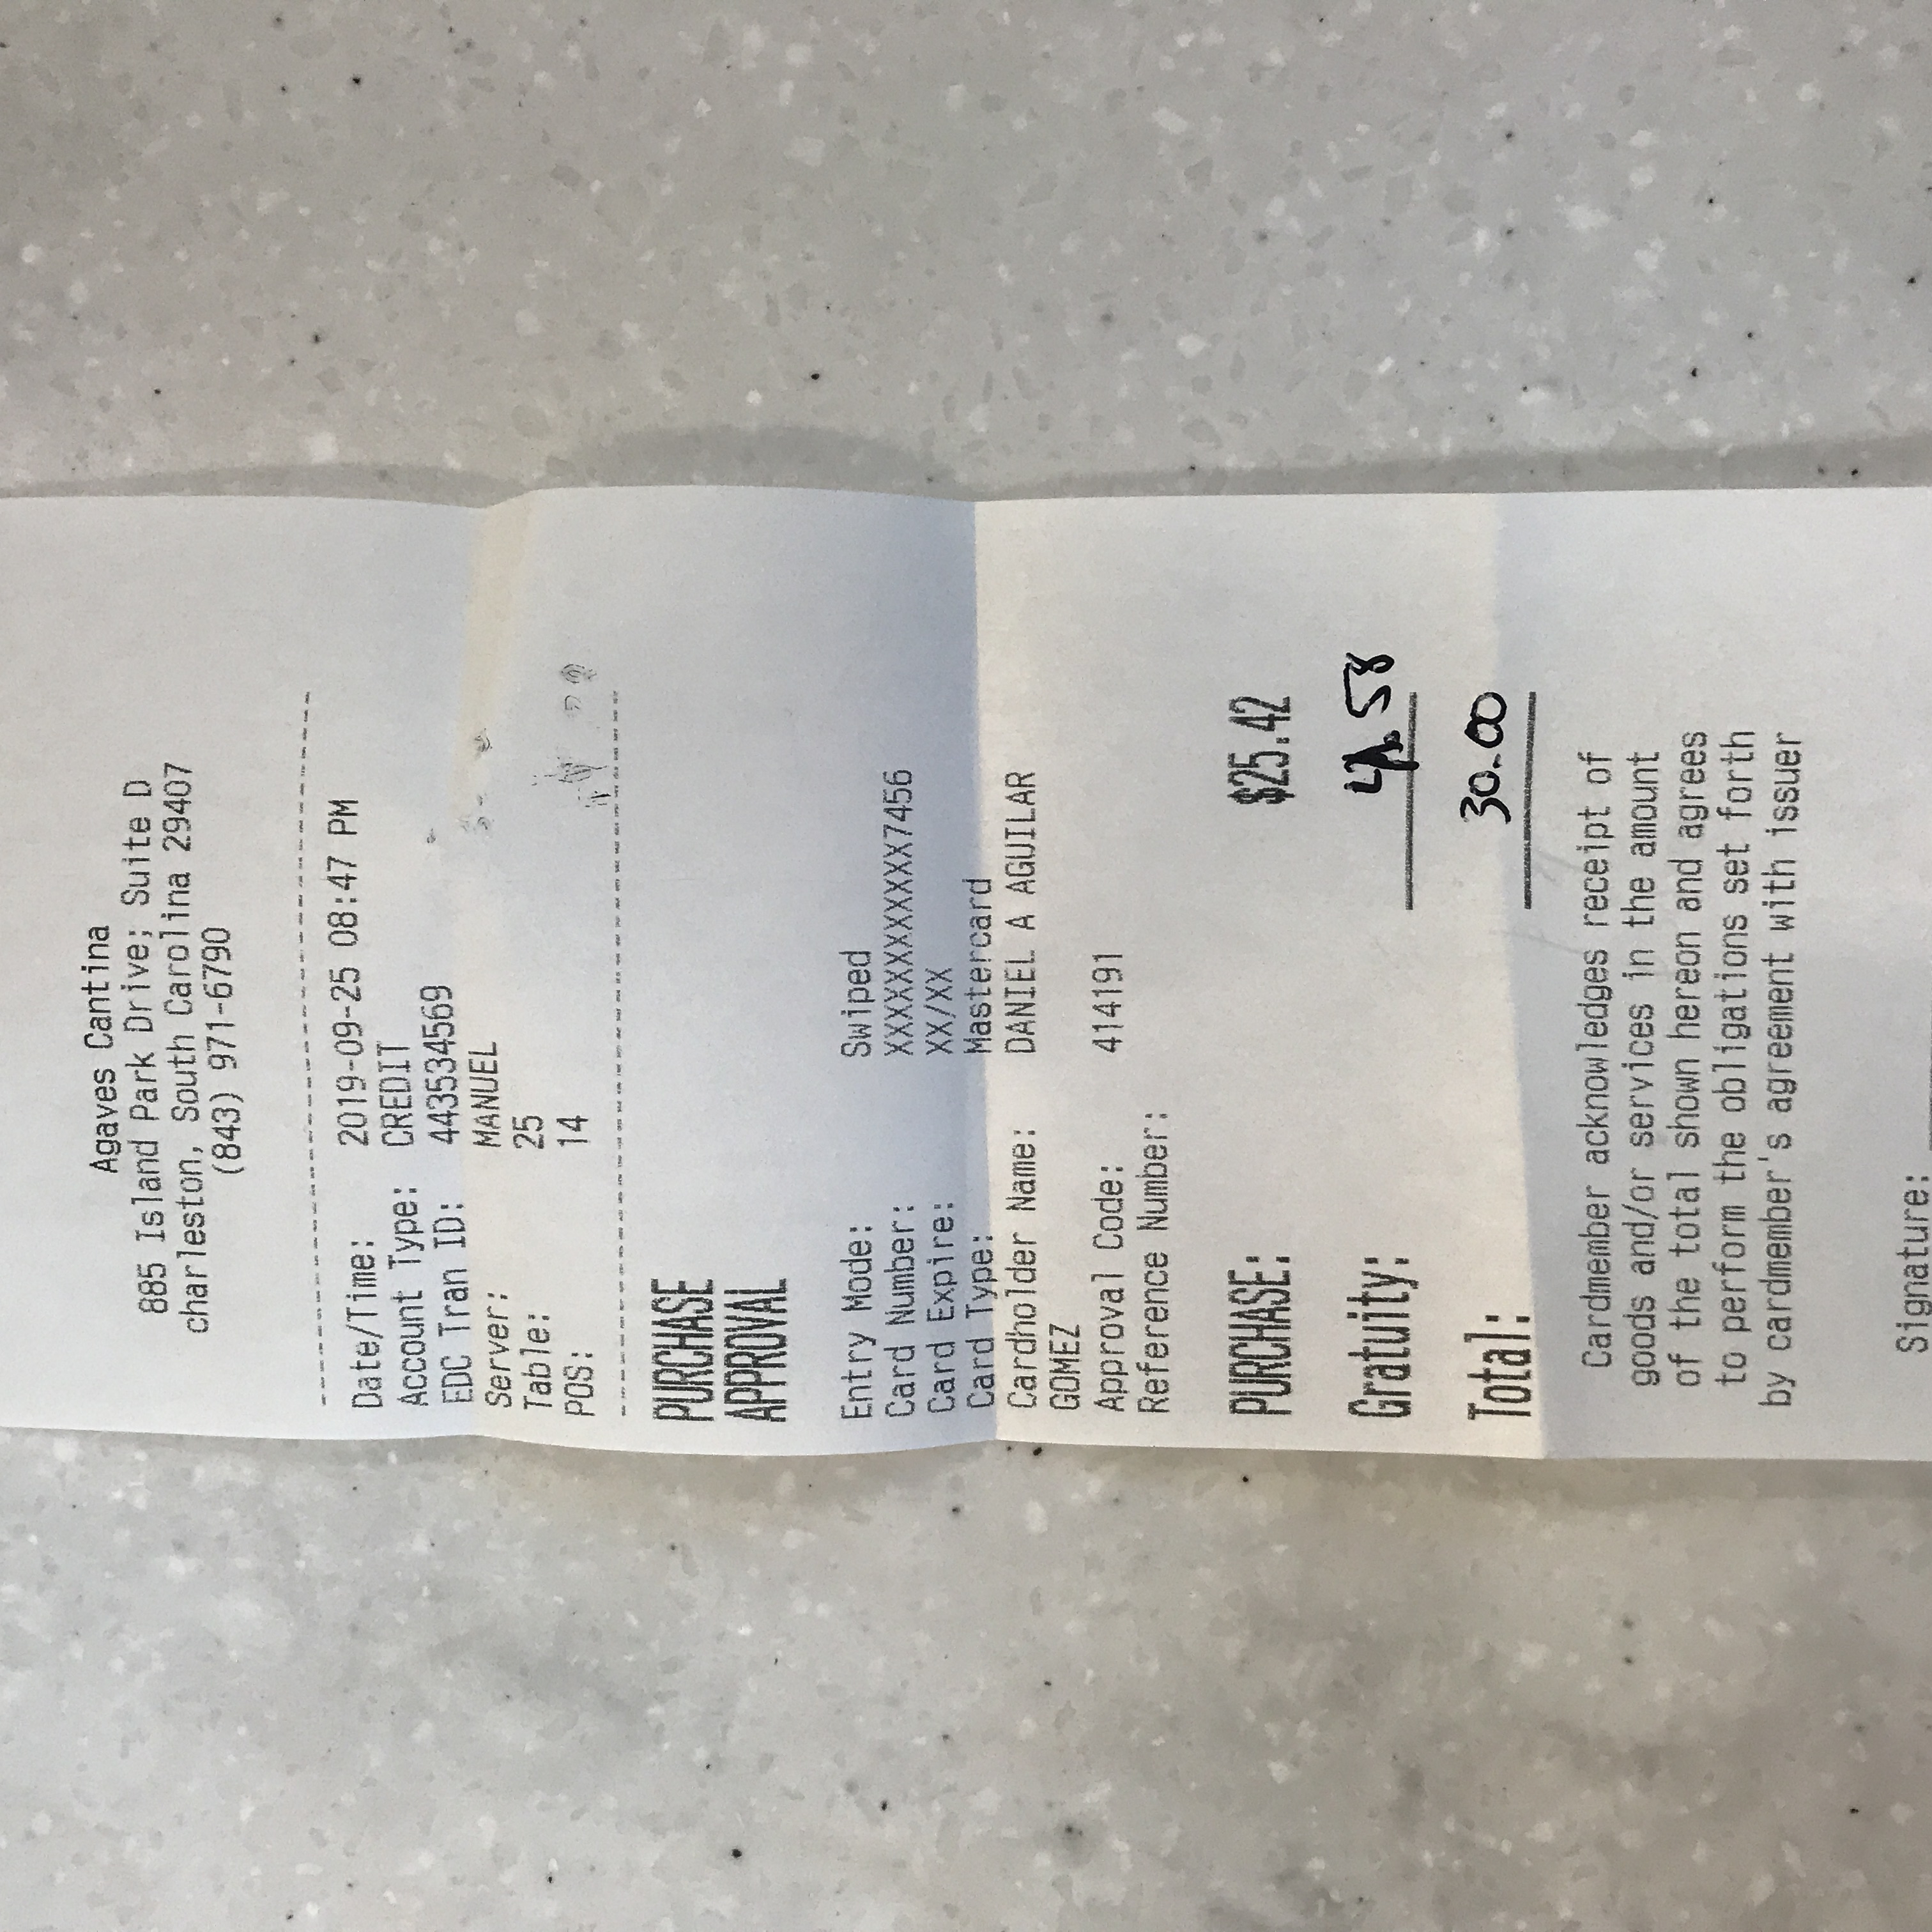 Agaves Cantina
885 Island Park Drive; Suite D
charleston, South Carolina 29407
(843) 971-6790
Date/Time: 2019-09-25 08:47 PM
Account Type: CREDIT
EDC Tran ID: 4435345569
Server: MANUEL
Table: 25
POS: 14
PURCHASE
APPROVAL
Entry Mode: Swiped
Card Number: XXXXXXXXXXXX7456
Card Expire: XX/XX
Card Type: Mastercard
Cardholder Name: DANIEL A AGUILAR
GOMEZ
Approval Code: 414191
Reference Number:
PURCHASE: $25.42
Gratuity: 4.58
Total: 30.00
Cardmember acknowledges receipt of
goods and/or services in the amount
of the total shown hereon and agrees
to perform the obligations set forth
by cardmember's agreement with issuer
Signature: